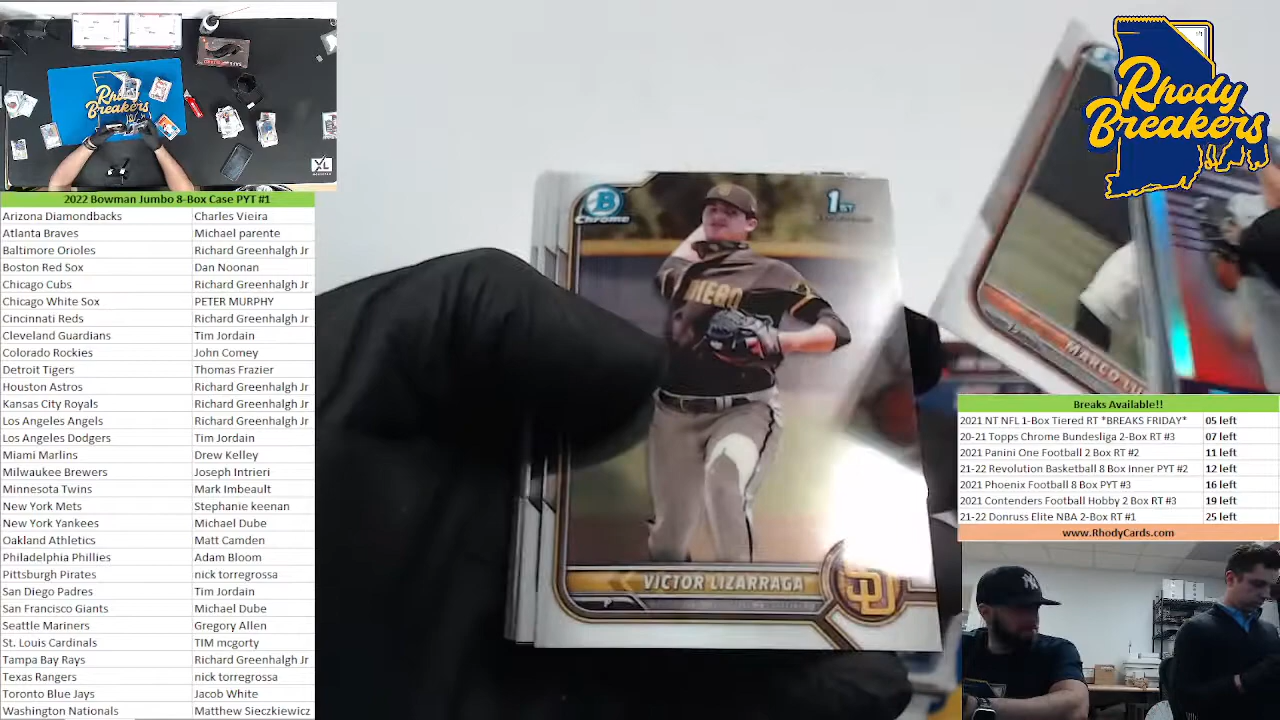 Rhody
Breakers
2022 Bowman Jumbo 8-Box Case PYT #1
Arizona Diamondbacks Charles Vieira
Atlanta Braves Michael parente
Baltimore Orioles Richard Greenhalgh Jr
Boston Red Sox Dan Noonan
Chicago Cubs Richard Greenhalgh Jr
Chicago White Sox PETER MURPHY
Cincinnati Reds Richard Greenhalgh Jr
Cleveland Guardians Tim Jordain
Colorado Rockies John Comey
Detroit Tigers Thomas Frazier
Houston Astros Richard Greenhalgh Jr
Kansas City Royals Richard Greenhalgh Jr
Los Angeles Angels Richard Greenhalgh Jr
Los Angeles Dodgers Tim Jordain
Miami Marlins Drew Kelley
Milwaukee Brewers Joseph Intrieri
Minnesota Twins Mark Imbeault
New York Mets Stephanie keenan
New York Yankees Michael Dube
Oakland Athletics Matt Camden
Philadelphia Phillies Adam Bloom
Pittsburgh Pirates nick torregrossa
San Diego Padres Tim Jordain
San Francisco Giants Michael Dube
Seattle Mariners Gregory Allen
St. Louis Cardinals TIM mcgorty
Tampa Bay Rays Richard Greenhalgh Jr
Texas Rangers nick torregrossa
Toronto Blue Jays Jacob White
Washington Nationals Matthew Sieczkiewicz
B
Chrome
1ST
DIEGO
VICTOR LIZARRAGA
SD
MARCO
Rhody
Breakers
Breaks Available!!
2021 NT NFL 1-Box Tiered RT *BREAKS FRIDAY* 05 left
20-21 Topps Chrome Bundesliga 2-Box RT #3 07 left
2021 Panini One Football 2 Box RT #2 11 left
21-22 Revolution Basketball 8 Box Inner PYT #2 12 left
2021 Phoenix Football 8 Box PYT #3 16 left
2021 Contenders Football Hobby 2 Box RT #3 19 left
21-22 Donruss Elite NBA 2-Box RT #1 25 left
www.RhodyCards.com